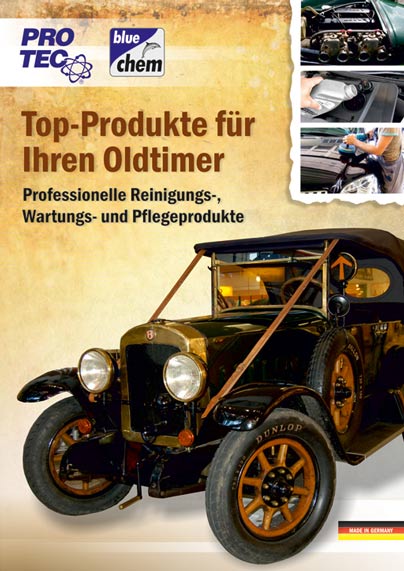 PRO
TEC
blue
chem
Top-Produkte für
Ihren Oldtimer
Professionelle Reinigungs-,
Wartungs- und Pflegeprodukte
DUNLOP
MADE IN GERMANY